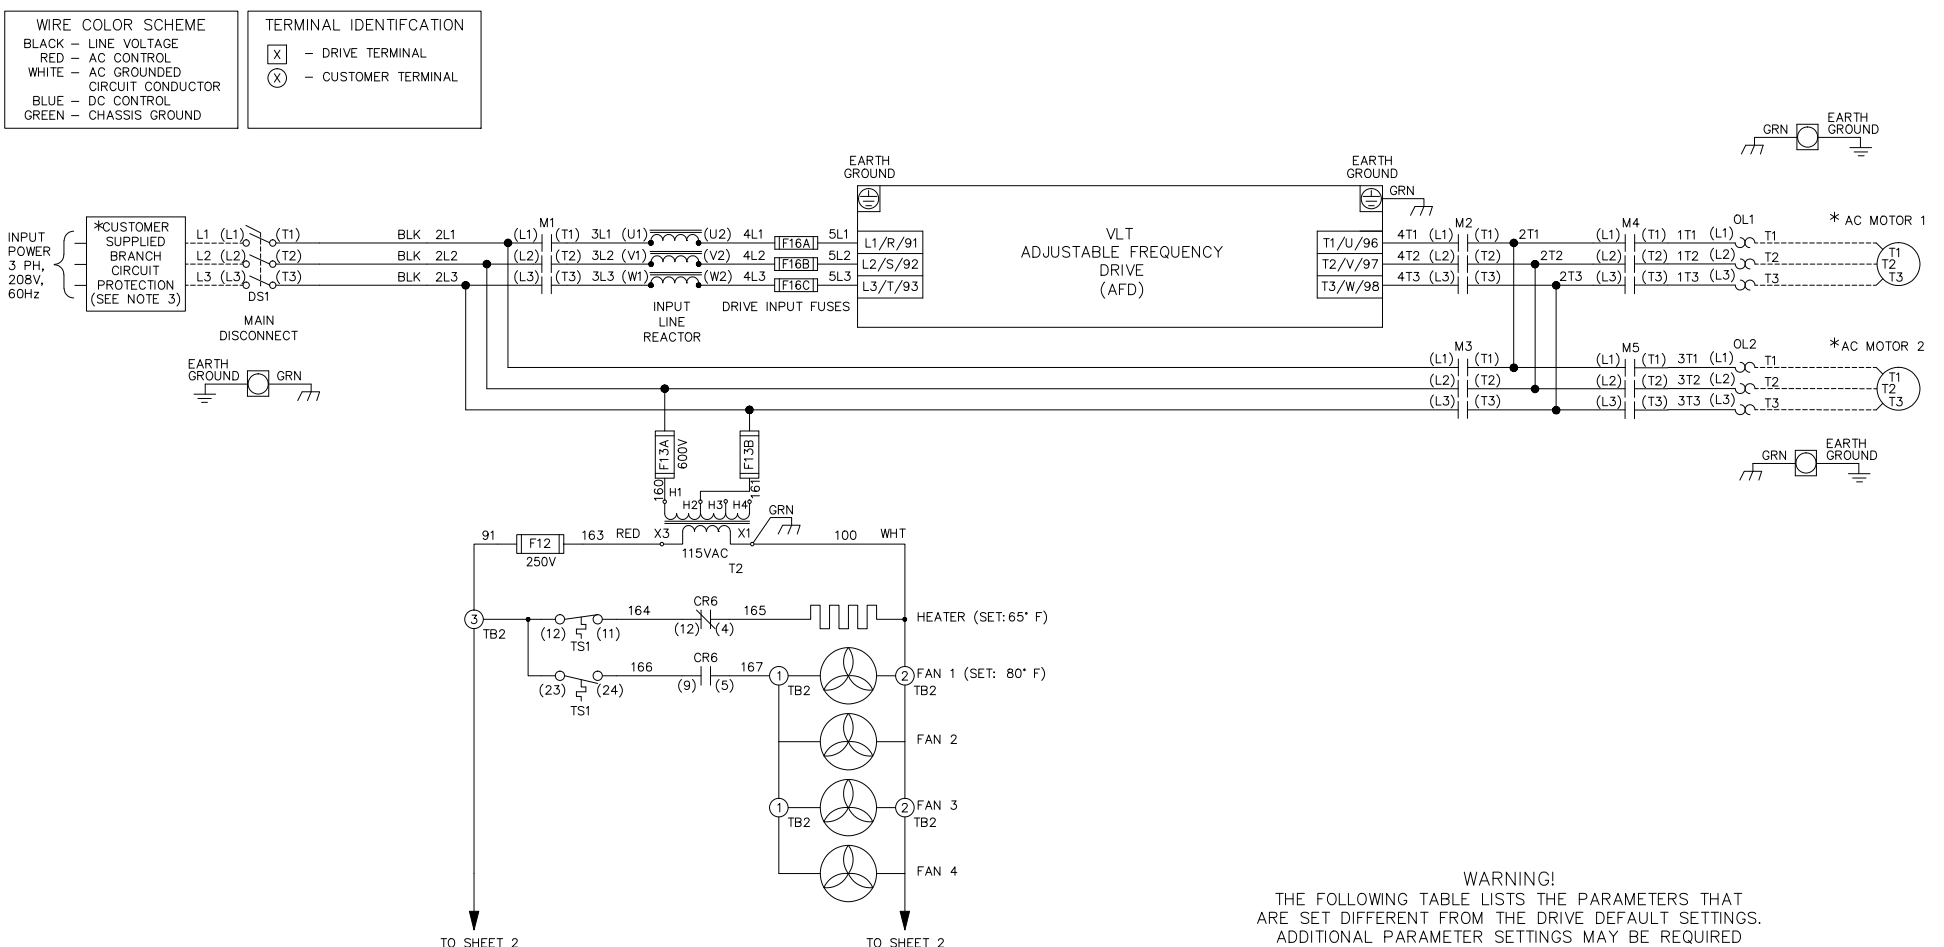 WIRE COLOR SCHEME
BLACK – LINE VOLTAGE
RED – AC CONTROL
WHITE – AC GROUNDED
CIRCUIT CONDUCTOR
BLUE – DC CONTROL
GREEN – CHASSIS GROUND
TERMINAL IDENTIFCATION
X – DRIVE TERMINAL
X – CUSTOMER TERMINAL
GRN EARTH
GROUND
EARTH
GROUND
EARTH
GROUND
GRN
INPUT
POWER
3 PH,
208V,
60Hz
*CUSTOMER
SUPPLIED
BRANCH
CIRCUIT
PROTECTION
(SEE NOTE 3)
L1 (L1) (T1) BLK 2L1 (L1) M1 (T1) 3L1 (U1) (U2) 4L1 F16A 5L1 L1/R/91
L2 (L2) (T2) BLK 2L2 (L2) (T2) 3L2 (V1) (V2) 4L2 F16B 5L2 L2/S/92
L3 (L3) (T3) BLK 2L3 (L3) (T3) 3L3 (W1) (W2) 4L3 F16C 5L3 L3/T/93
DS1
MAIN
DISCONNECT
INPUT
LINE
REACTOR
DRIVE INPUT FUSES
VLT
ADJUSTABLE FREQUENCY
DRIVE
(AFD)
M2 M4 OL1 * AC MOTOR 1
T1/U/96 4T1 (L1) (T1) 2T1 (L1) (T1) 1T1 (L1) T1 T1
T2/V/97 4T2 (L2) (T2) 2T2 (L2) (T2) 1T2 (L2) T2 T2
T3/W/98 4T3 (L3) (T3) 2T3 (L3) (T3) 1T3 (L3) T3 T3
EARTH
GROUND GRN
M3 M5 OL2 *AC MOTOR 2
(L1) (T1) (L1) (T1) 3T1 (L1) T1 T1
(L2) (T2) (L2) (T2) 3T2 (L2) T2 T2
(L3) (T3) (L3) (T3) 3T3 (L3) T3 T3
GRN EARTH
GROUND
F13A
600V
F13B
160
161
H1 H2 H3 H4
GRN
91 F12 163 RED X3 X1 100 WHT
250V
115VAC
T2
3
TB2
(12) (11)
TS1
164 CR6 165
(12) (4)
HEATER (SET:65° F)
(23) (24)
TS1
166 CR6 167
(9) (5)
1
TB2
2
TB2
FAN 1 (SET: 80° F)
FAN 2
1
TB2
2
TB2
FAN 3
FAN 4
TO SHEET 2
TO SHEET 2
WARNING!
THE FOLLOWING TABLE LISTS THE PARAMETERS THAT
ARE SET DIFFERENT FROM THE DRIVE DEFAULT SETTINGS.
ADDITIONAL PARAMETER SETTINGS MAY BE REQUIRED